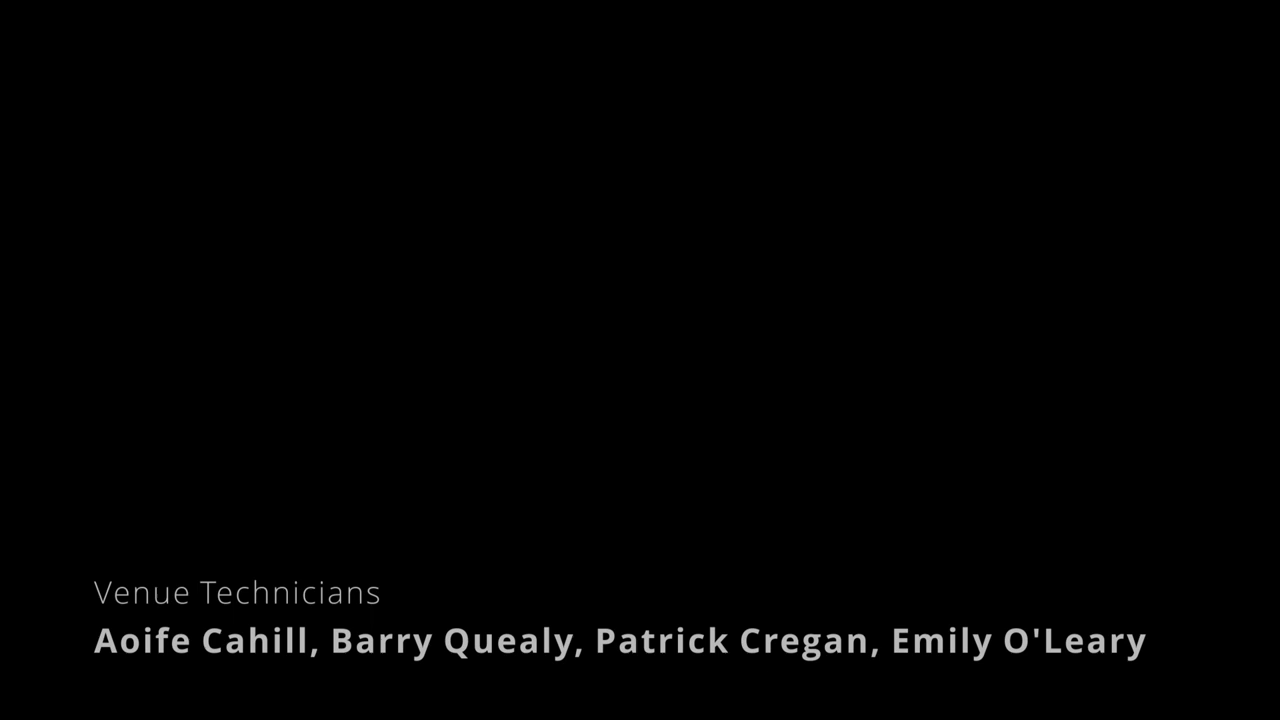 Venue Technicians
Aoife Cahill, Barry Quealy, Patrick Cregan, Emily O'Leary